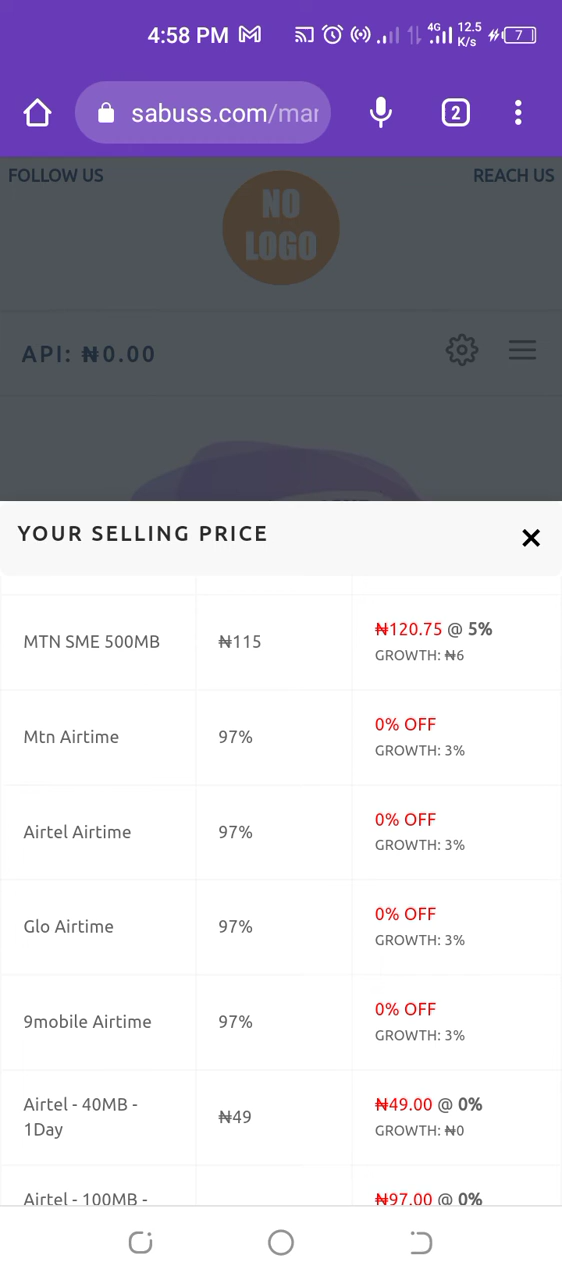 4:58 PM 4G 12.5 K/s 7
sabuss.com/mar 2
FOLLOW US REACH US
NO
LOGO
API: ₦0.00
YOUR SELLING PRICE
MTN SME 500MB ₦115 ₦120.75 @ 5%
GROWTH: ₦6
Mtn Airtime 97% 0% OFF
GROWTH: 3%
Airtel Airtime 97% 0% OFF
GROWTH: 3%
Glo Airtime 97% 0% OFF
GROWTH: 3%
9mobile Airtime 97% 0% OFF
GROWTH: 3%
Airtel - 40MB - ₦49 ₦49.00 @ 0%
1Day GROWTH: ₦0
Airtel - 100MB - ₦97.00 @ 0%